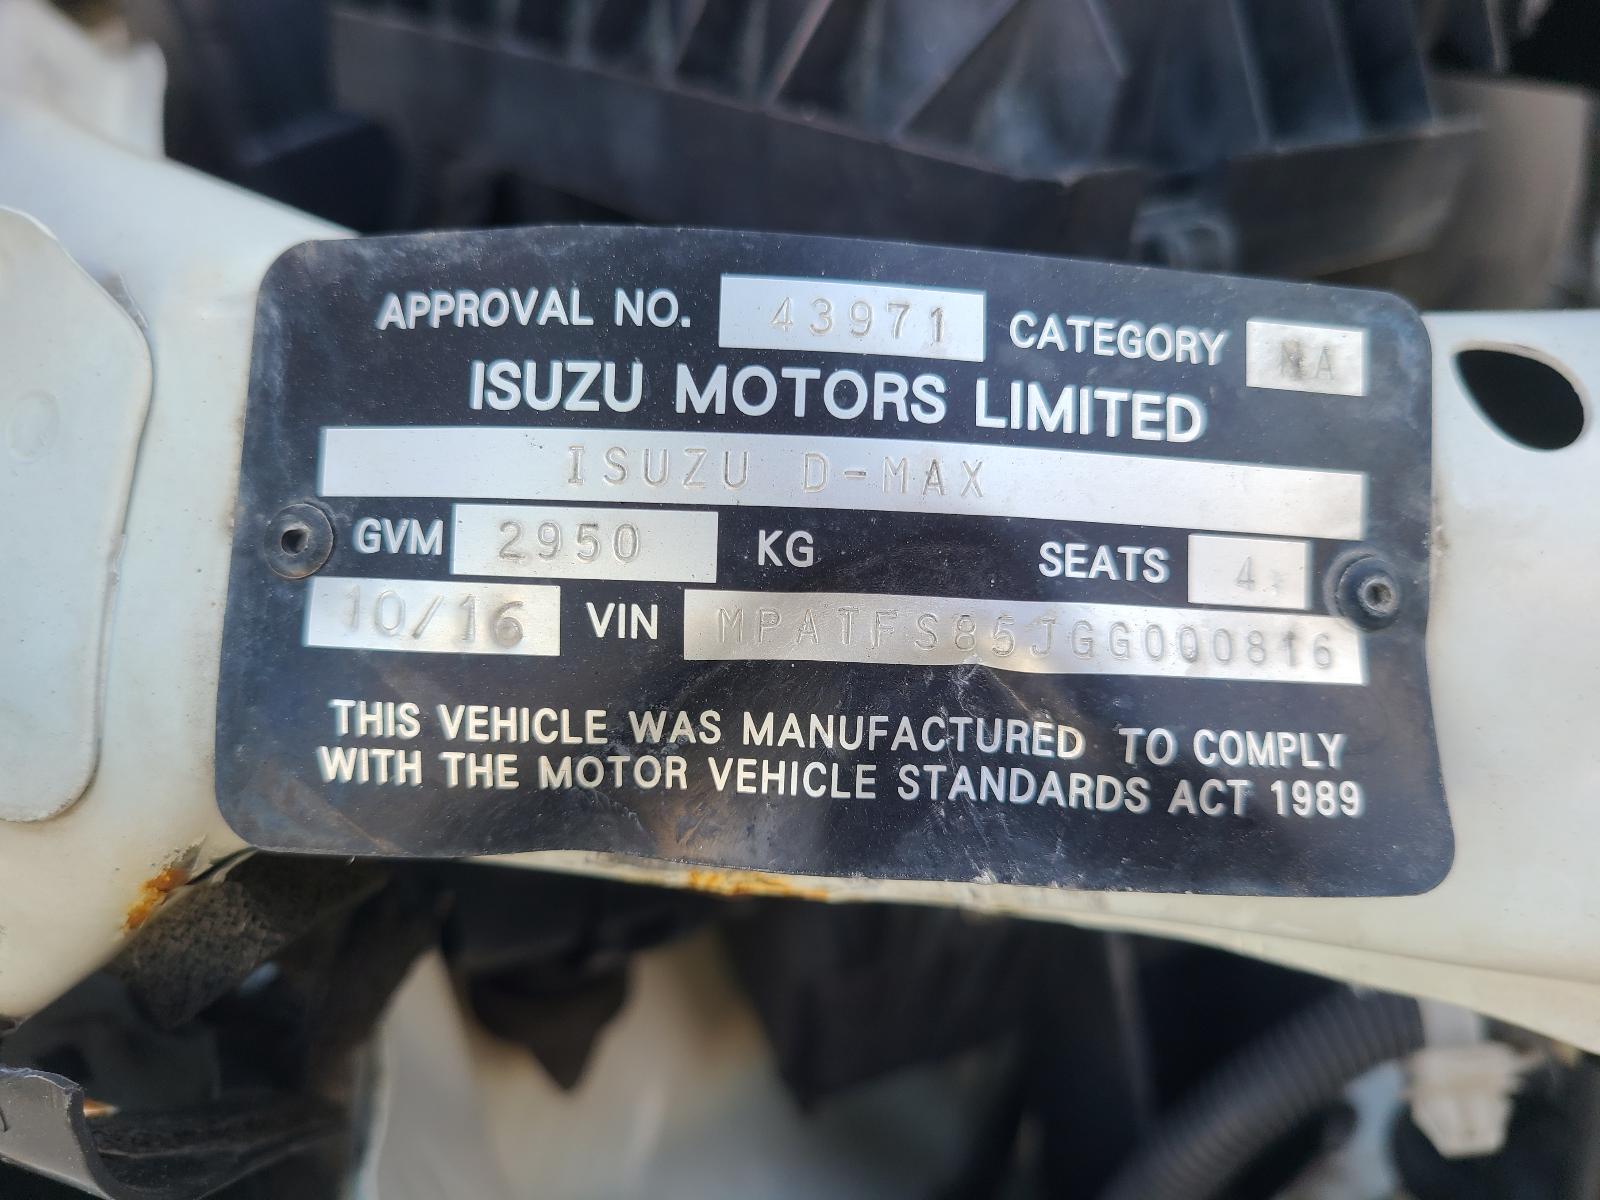 APPROVAL NO. 43971 CATEGORY NA
ISUZU MOTORS LIMITED
ISUZU D-MAX
GVM 2950 KG SEATS 4
10/16 VIN MPATFS85JGG000816
THIS VEHICLE WAS MANUFACTURED TO COMPLY
WITH THE MOTOR VEHICLE STANDARDS ACT 1989